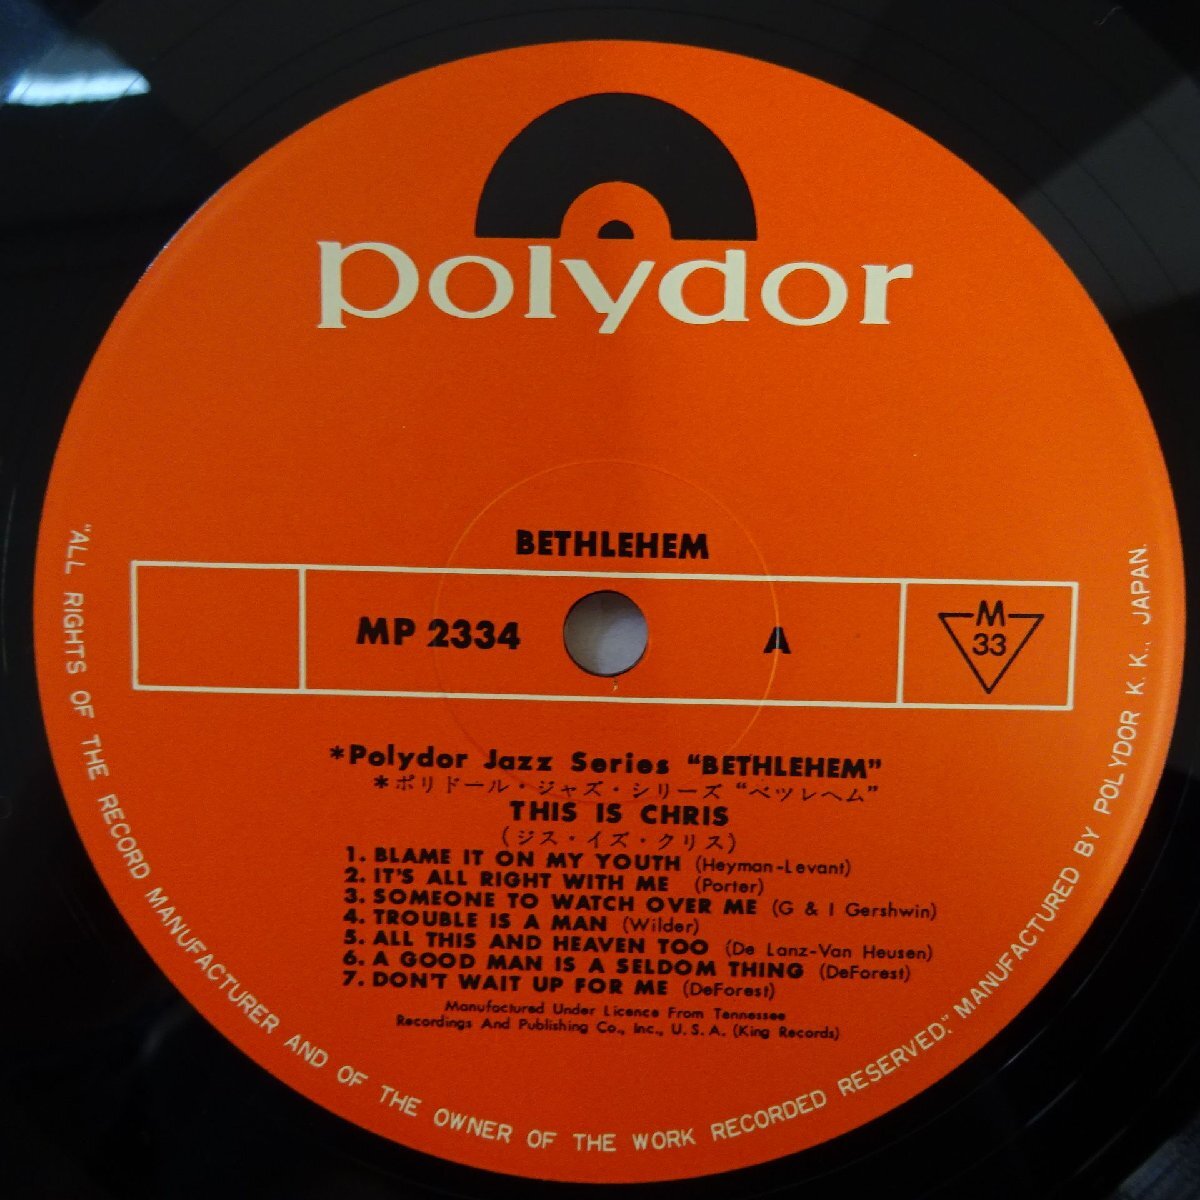 polydor
BETHLEHEM
MP 2334
A
M
33
*Polydor Jazz Series "BETHLEHEM"
*ポリドール・ジャズ・シリーズ "ベツレヘム"
THIS IS CHRIS
(ジス・イズ・クリス)
1. BLAME IT ON MY YOUTH (Heyman-Levant)
2. IT'S ALL RIGHT WITH ME (Porter)
3. SOMEONE TO WATCH OVER ME (G & I Gershwin)
4. TROUBLE IS A MAN (Wilder)
5. ALL THIS AND HEAVEN TOO (De Lanz-Van Heusen)
6. A GOOD MAN IS A SELDOM THING (DeForest)
7. DON'T WAIT UP FOR ME (DeForest)
Manufactured Under Licence From Tennessee
Recordings And Publishing Co., Inc., U.S.A. (King Records)
"ALL RIGHTS OF THE RECORD MANUFACTURER AND OF THE OWNER OF THE WORK RECORDED RESERVED." MANUFACTURED BY POLYDOR K. K., JAPAN.